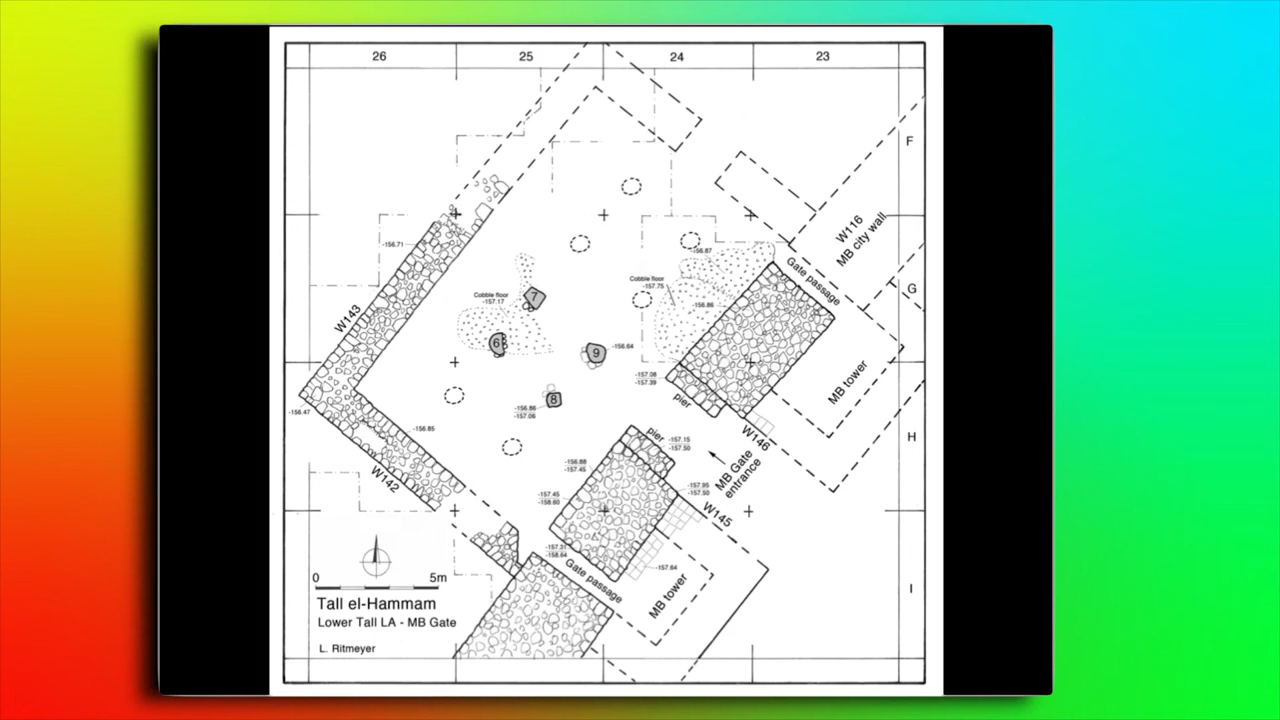 26 25 24 23
F
W116
MB city wall
-156.71
-156.87
Gate passage
G
Cobble floor
-157.75
Cobble floor
-157.17
7
-156.86
W143
6
9
-156.64
-157.08
-157.39
MB tower
pier
8
-156.47
-156.86
-157.06
-156.85
W146
H
pier
-157.15
-157.50
MB Gate
entrance
-156.88
-157.45
W142
-157.95
-157.50
-157.45
-158.60
W145
-157.31
-158.64
Gate passage
-157.64
MB tower
I
0 5m
Tall el-Hammam
Lower Tall LA - MB Gate
L. Ritmeyer